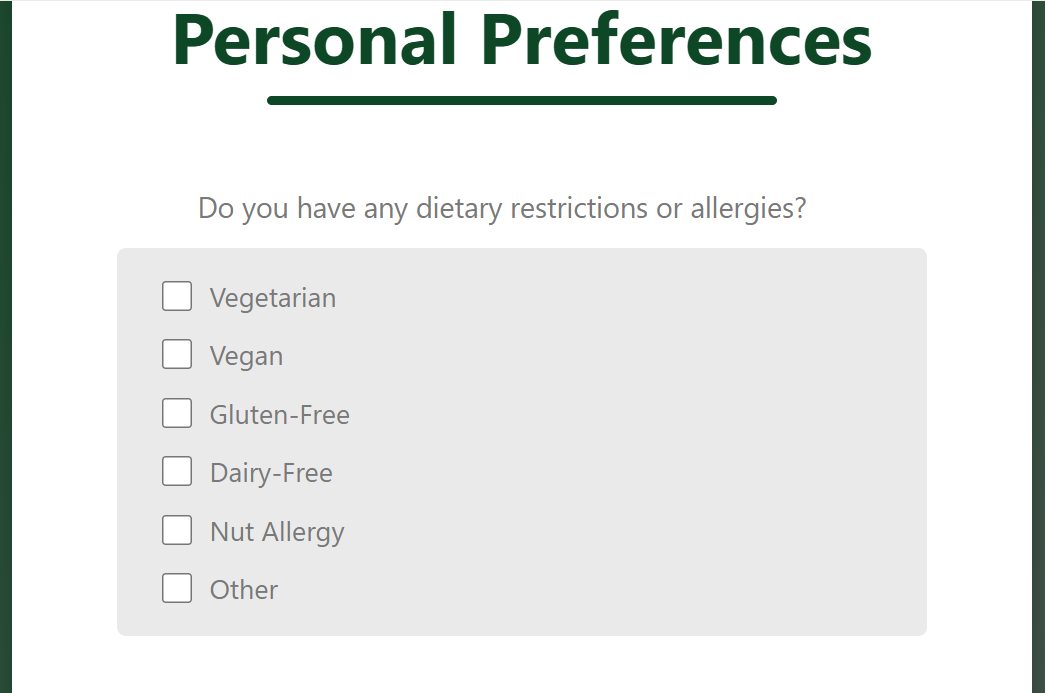 Personal Preferences
Do you have any dietary restrictions or allergies?
Vegetarian
Vegan
Gluten-Free
Dairy-Free
Nut Allergy
Other